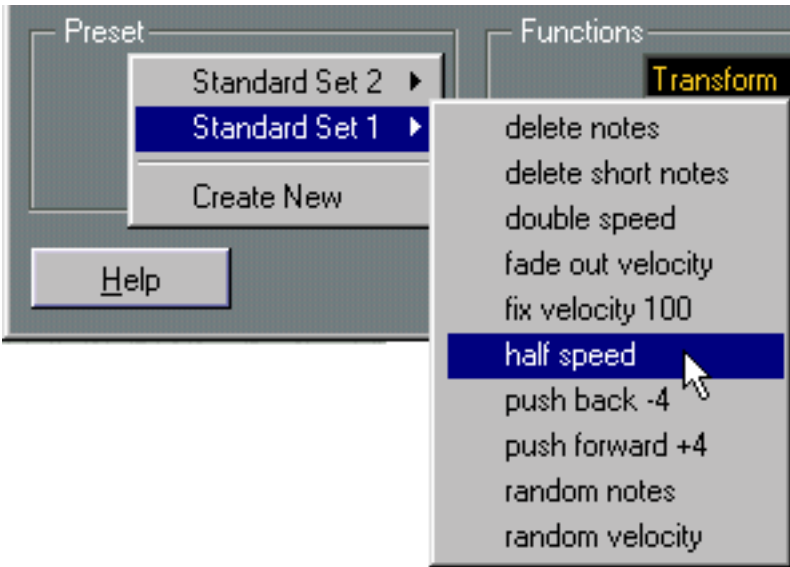 Preset
Functions
Standard Set 2
Transform
Standard Set 1
Create New
Help
delete notes
delete short notes
double speed
fade out velocity
fix velocity 100
half speed
push back -4
push forward +4
random notes
random velocity